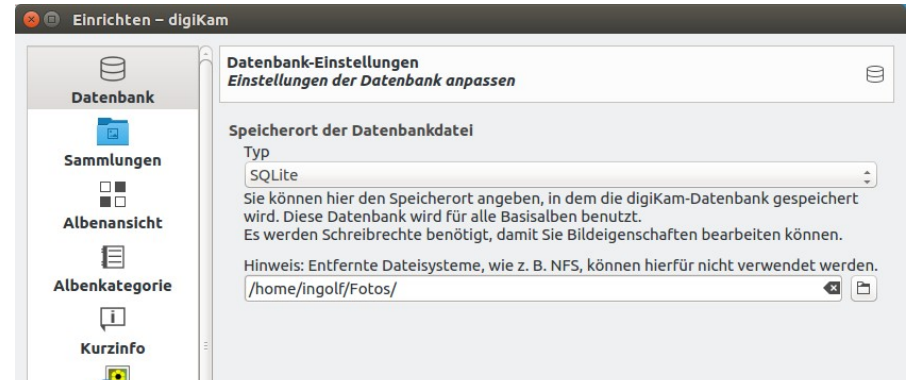 Einrichten – digiKam
Datenbank
Sammlungen
Albenansicht
Albenkategorie
Kurzinfo
Datenbank-Einstellungen
Einstellungen der Datenbank anpassen
Speicherort der Datenbankdatei
Typ
SQLite
Sie können hier den Speicherort angeben, in dem die digiKam-Datenbank gespeichert
wird. Diese Datenbank wird für alle Basisalben benutzt.
Es werden Schreibrechte benötigt, damit Sie Bildeigenschaften bearbeiten können.
Hinweis: Entfernte Dateisysteme, wie z. B. NFS, können hierfür nicht verwendet werden.
/home/ingolf/Fotos/